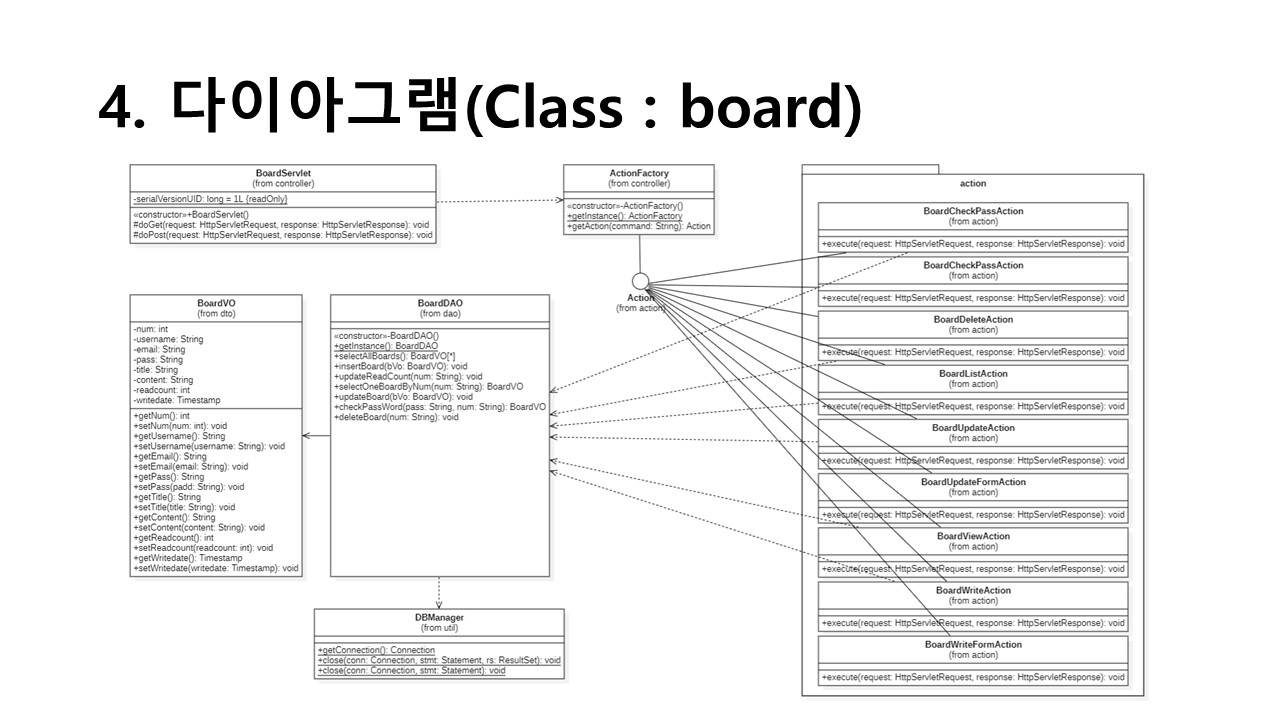 4. 다이아그램(Class : board)
BoardServlet
(from controller)
-serialVersionUID: long = 1L {readOnly}
«constructor»+BoardServlet()
#doGet(request: HttpServletRequest, response: HttpServletResponse): void
#doPost(request: HttpServletRequest, response: HttpServletResponse): void
ActionFactory
(from controller)
«constructor»-ActionFactory()
+getInstance(): ActionFactory
+getAction(command: String): Action
Action
(from action)
BoardVO
(from dto)
-num: int
-username: String
-email: String
-pass: String
-title: String
-content: String
-readcount: int
-writedate: Timestamp
+getNum(): int
+setNum(num: int): void
+getUsername(): String
+setUsername(username: String): void
+getEmail(): String
+setEmail(email: String): void
+getPass(): String
+setPass(padd: String): void
+getTitle(): String
+setTitle(title: String): void
+getContent(): String
+setContent(content: String): void
+getReadcount(): int
+setReadcount(readcount: int): void
+getWritedate(): Timestamp
+setWritedate(writedate: Timestamp): void
BoardDAO
(from dao)
«constructor»-BoardDAO()
+getInstance(): BoardDAO
+selectAllBoards(): BoardVO[*]
+insertBoard(bVo: BoardVO): void
+updateReadCount(num: String): void
+selectOneBoardByNum(num: String): BoardVO
+updateBoard(bVo: BoardVO): void
+checkPassWord(pass: String, num: String): BoardVO
+deleteBoard(num: String): void
DBManager
(from util)
+getConnection(): Connection
+close(conn: Connection, stmt: Statement, rs: ResultSet): void
+close(conn: Connection, stmt: Statement): void
action
BoardCheckPassAction
(from action)
+execute(request: HttpServletRequest, response: HttpServletResponse): void
BoardCheckPassAction
(from action)
+execute(request: HttpServletRequest, response: HttpServletResponse): void
BoardDeleteAction
(from action)
+execute(request: HttpServletRequest, response: HttpServletResponse): void
BoardListAction
(from action)
+execute(request: HttpServletRequest, response: HttpServletResponse): void
BoardUpdateAction
(from action)
+execute(request: HttpServletRequest, response: HttpServletResponse): void
BoardUpdateFormAction
(from action)
+execute(request: HttpServletRequest, response: HttpServletResponse): void
BoardViewAction
(from action)
+execute(request: HttpServletRequest, response: HttpServletResponse): void
BoardWriteAction
(from action)
+execute(request: HttpServletRequest, response: HttpServletResponse): void
BoardWriteFormAction
(from action)
+execute(request: HttpServletRequest, response: HttpServletResponse): void